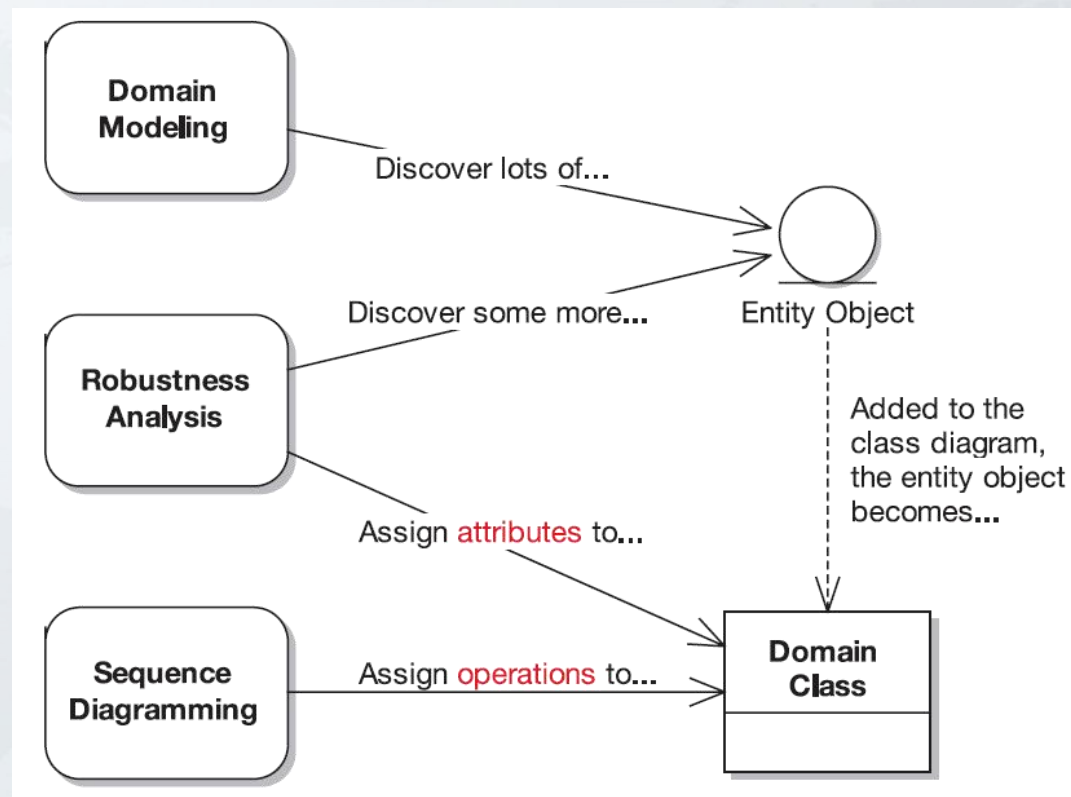 Domain
Modeling
Discover lots of...
Discover some more...
Entity Object
Robustness
Analysis
Added to the
class diagram,
the entity object
becomes...
Assign attributes to...
Sequence
Diagramming
Assign operations to...
Domain
Class